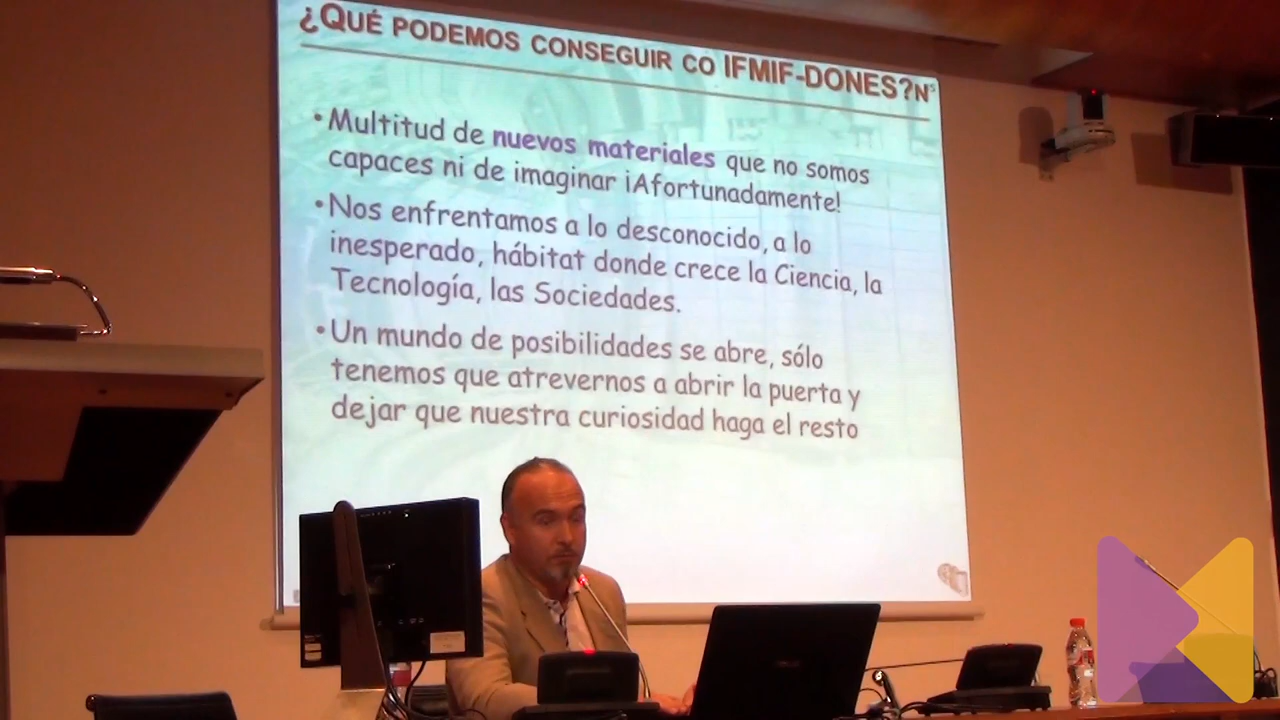 ¿QUÉ PODEMOS CONSEGUIR CO IFMIF-DONES?N
• Multitud de nuevos materiales que no somos
capaces ni de imaginar ¡Afortunadamente!
• Nos enfrentamos a lo desconocido, a lo
inesperado, hábitat donde crece la Ciencia, la
Tecnología, las Sociedades.
• Un mundo de posibilidades se abre, sólo
tenemos que atrevernos a abrir la puerta y
dejar que nuestra curiosidad haga el resto